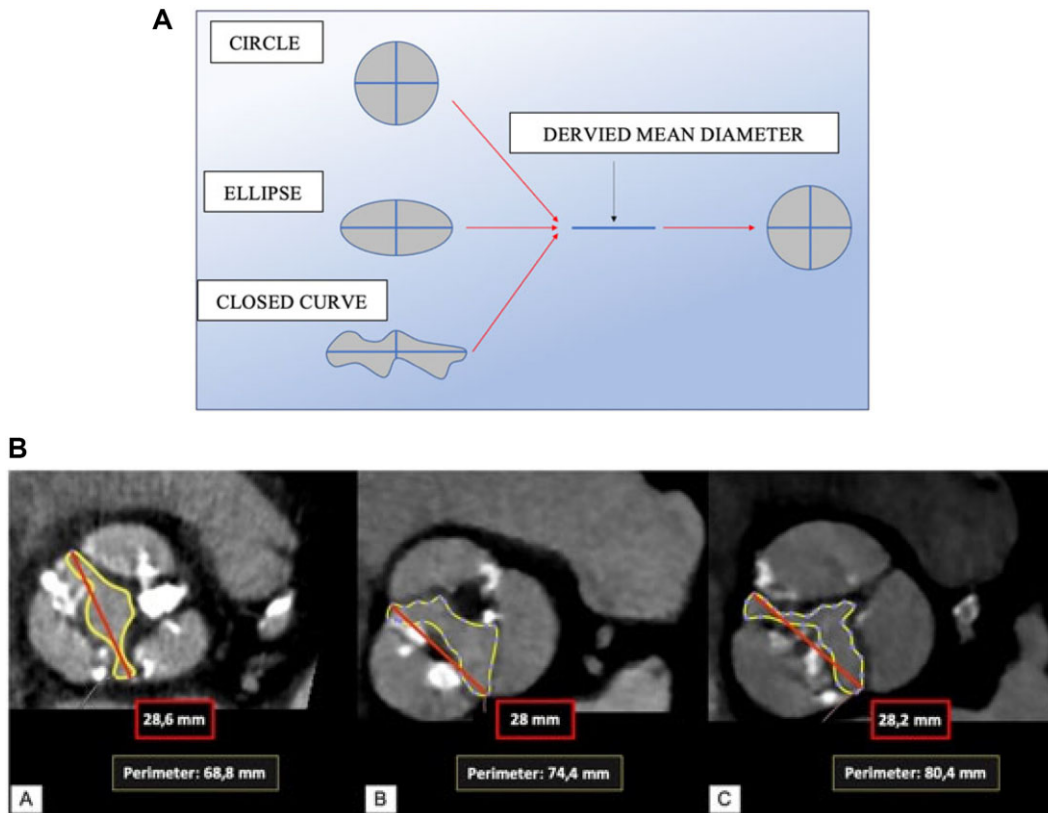 A
CIRCLE
DERVIED MEAN DIAMETER
ELLIPSE
CLOSED CURVE
B
28,6 mm
28 mm
28,2 mm
Perimeter: 68,8 mm
Perimeter: 74,4 mm
Perimeter: 80,4 mm
A
B
C